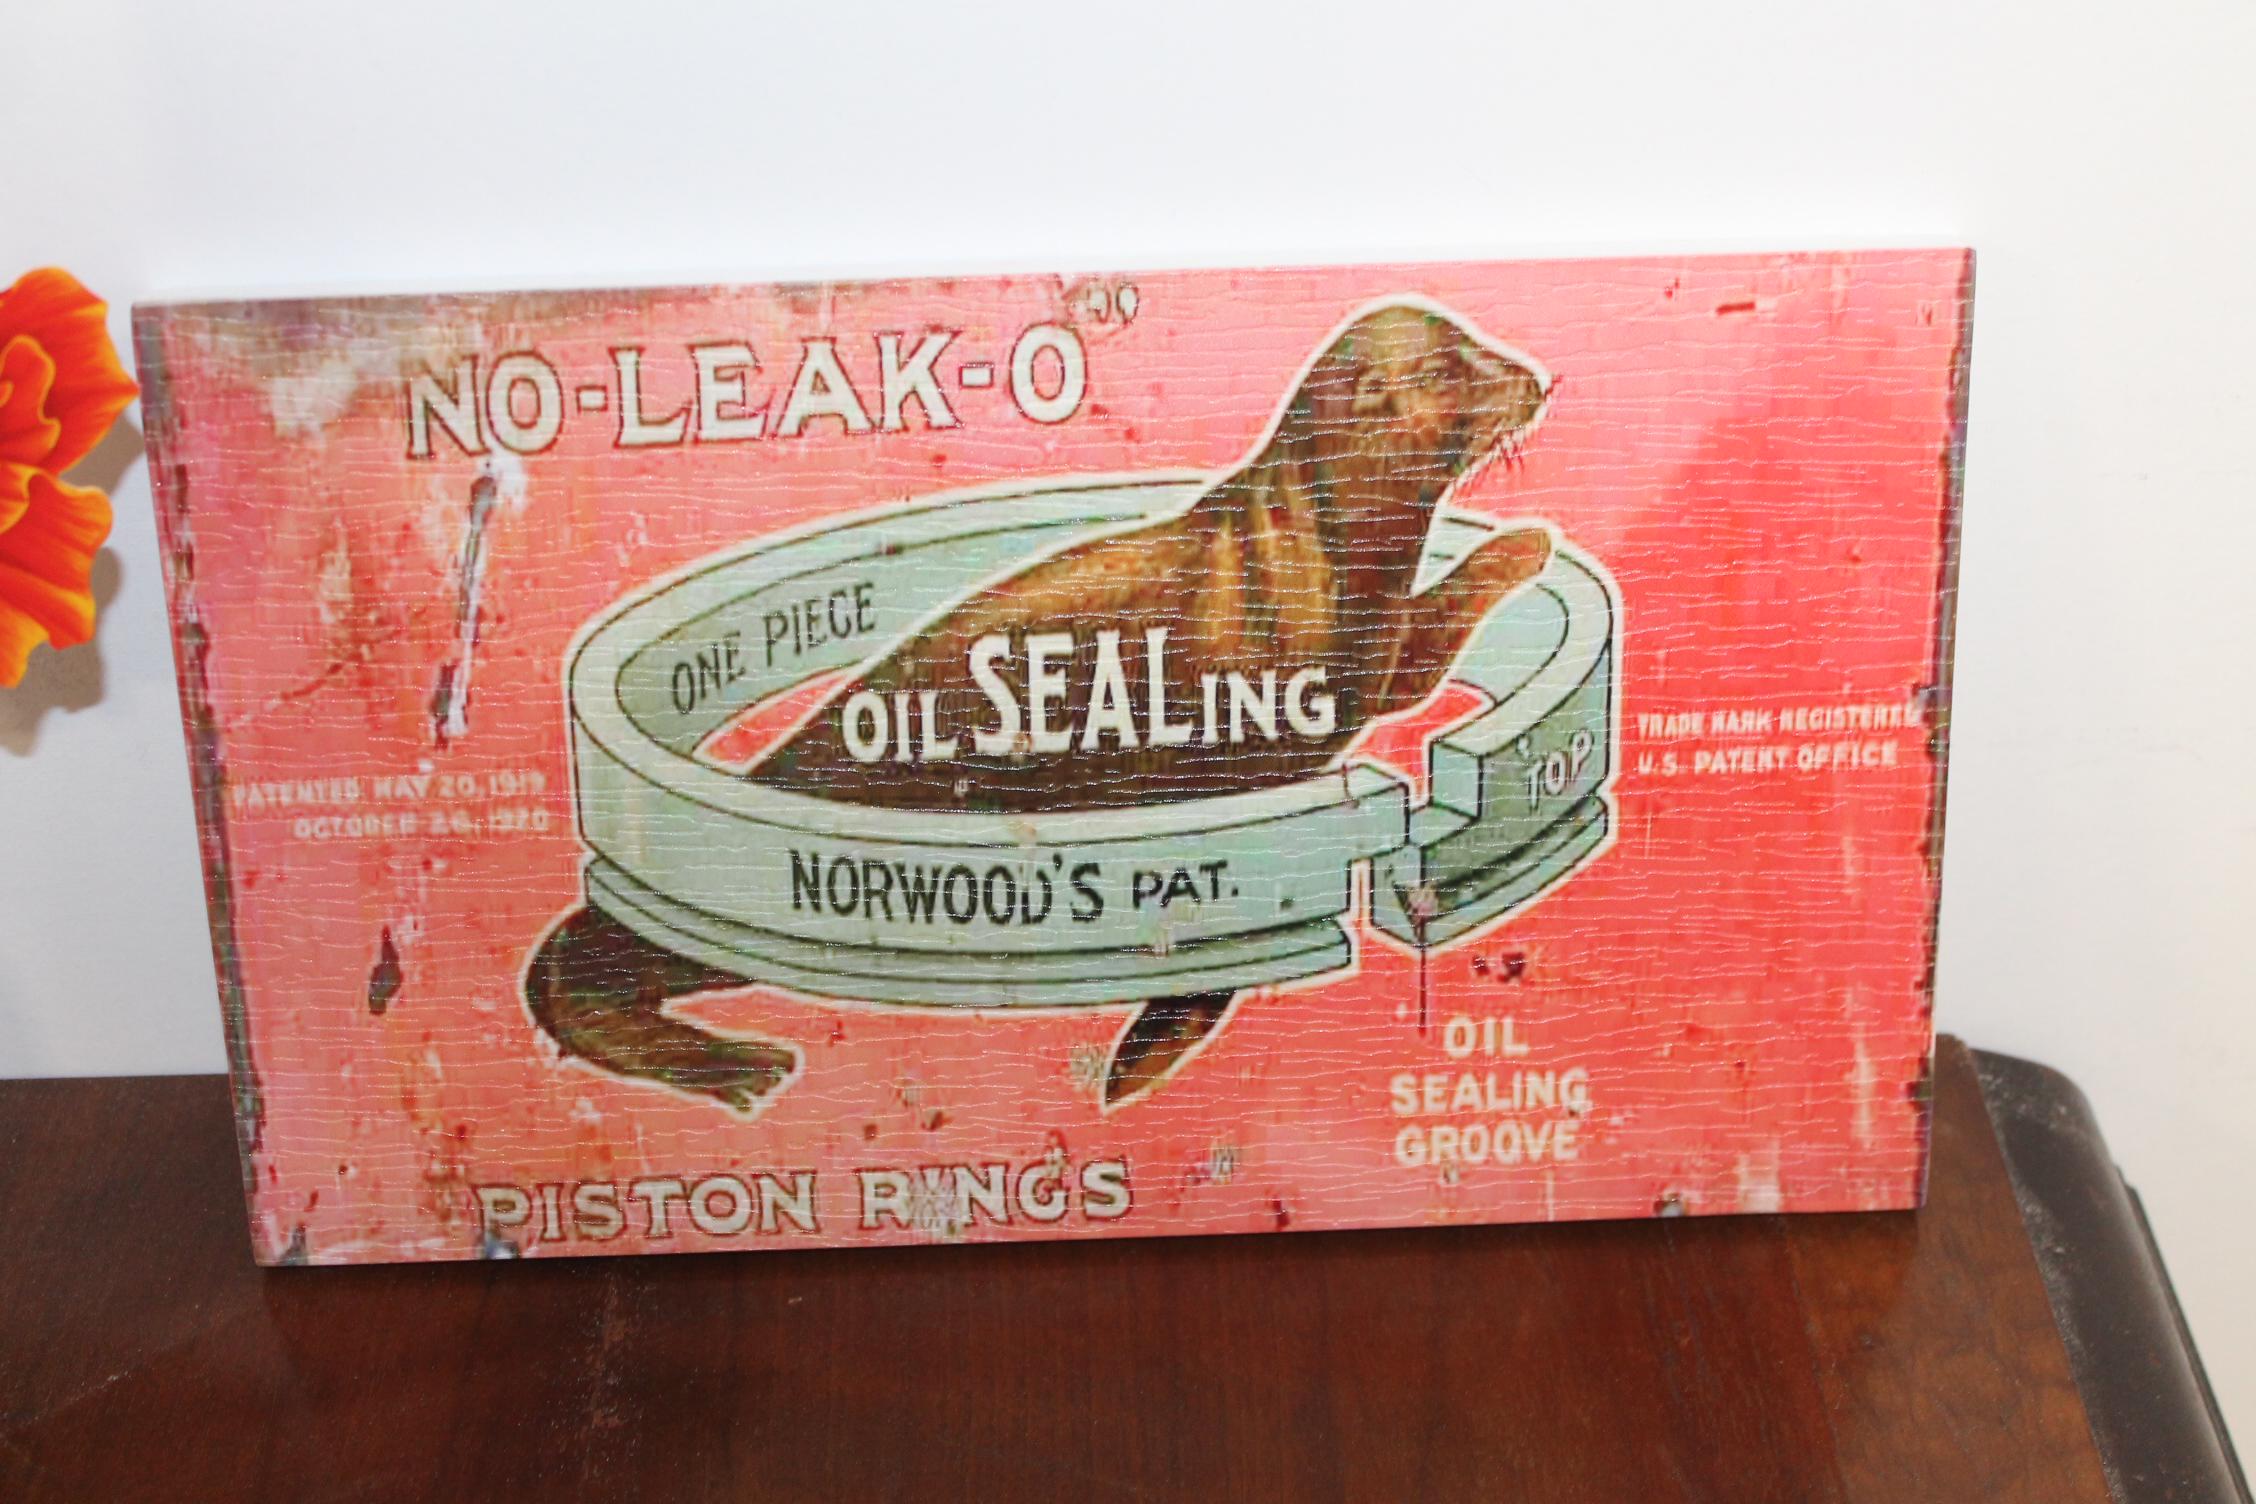 NO-LEAK-O
ONE PIECE
OIL SEALING
TOP
NORWOOD'S PAT.
PATENTED MAY 20, 1919
OCTOBER 26, 1920
TRADE MARK REGISTERED
U.S. PATENT OFFICE
OIL
SEALING
GROOVE
PISTON RINGS